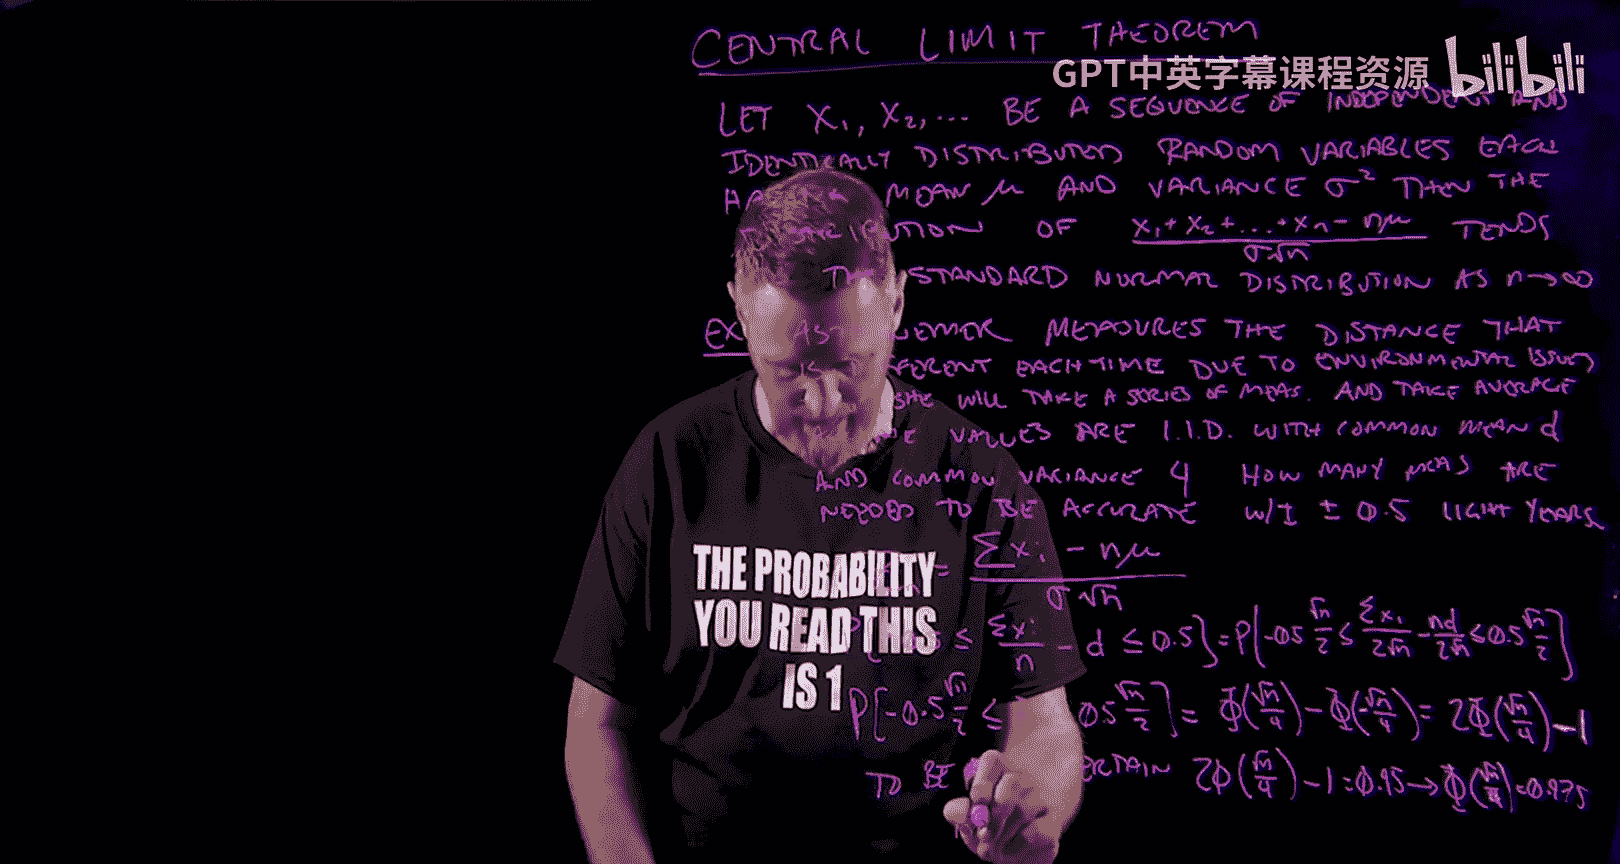 CENTRAL LIMIT THEOREM
GPT中英字幕课程资源 bilibili
LET X₁, X₂, ... BE A SEQUENCE OF INDEPENDENT AND
IDENTICALLY DISTRIBUTED RANDOM VARIABLES EACH
MEAN μ AND VARIANCE σ² THEN THE
OF (X₁ + X₂ + ... + Xn - nμ)/(σ√n) TENDS
STANDARD NORMAL DISTRIBUTION AS n→∞
EX MEASURES THE DISTANCE THAT
EACH TIME DUE TO ENVIRONMENTAL ISSUES
SHE WILL TAKE A SERIES OF MEAS. AND TAKE AVERAGE
VALUES ARE I.I.D. WITH COMMON MEAN d
AND COMMON VARIANCE 4 HOW MANY MEAS ARE
NEEDED TO BE ACCURATE W/I ± 0.5 LIGHT YEARS
= (Σxi - nμ)/(σ√n)
THE PROBABILITY
YOU READ THIS
IS 1
≤ Σxi/n - d ≤ 0.5] = P[-0.5 √n/2 ≤ Σxi/(2√n) - nd/(2√n) ≤ 0.5 √n/2]
P[-0.5 √n/2 ≤ 0.5 √n/2] = Φ(√n/4) - Φ(-√n/4) = 2Φ(√n/4) - 1
TO BE 2Φ(√n/4) - 1 = 0.95 → Φ(√n/4) = 0.975